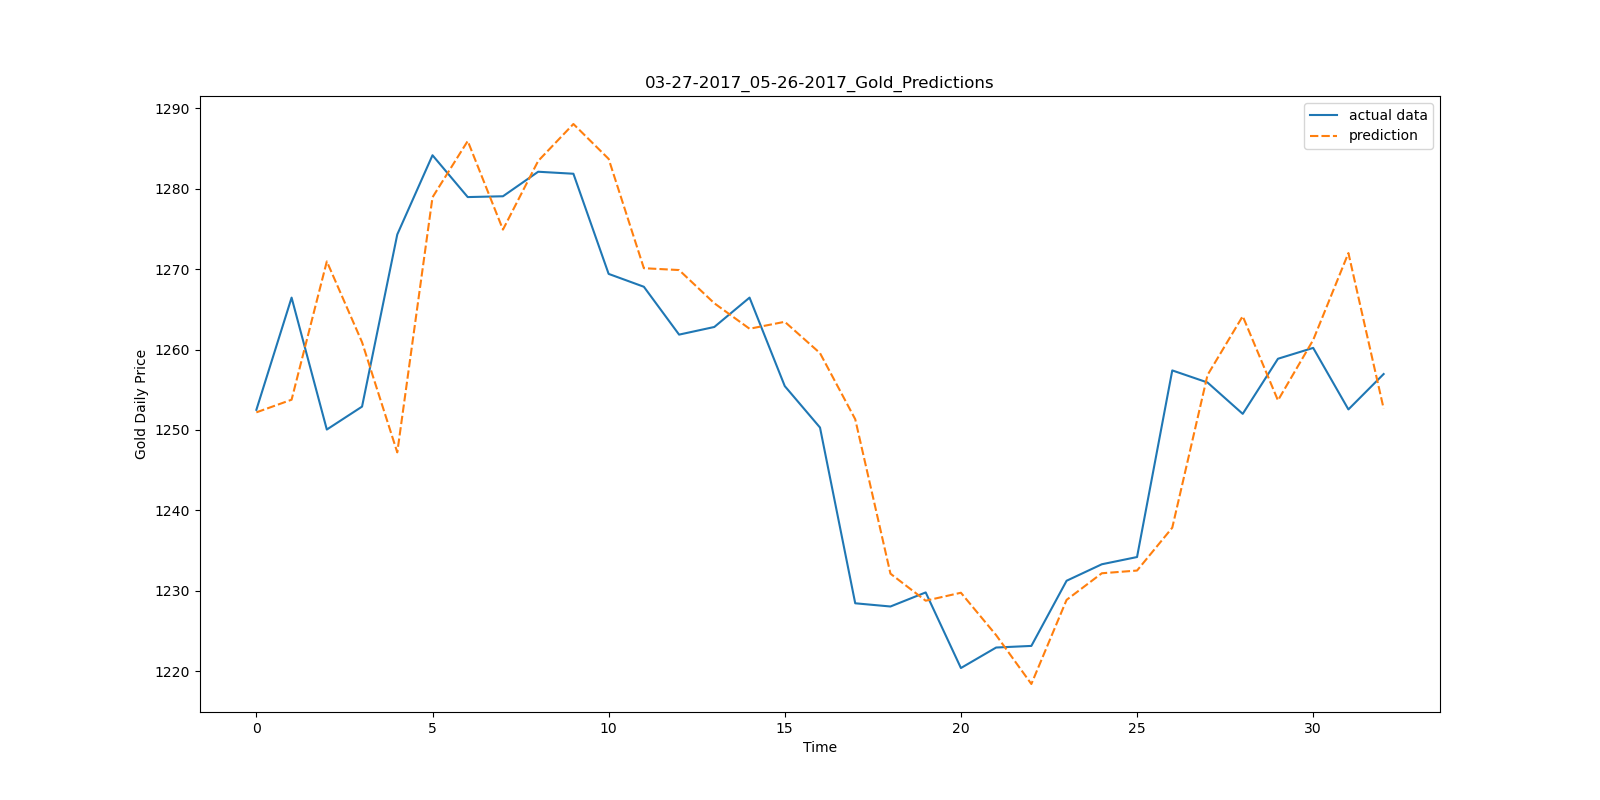 03-27-2017_05-26-2017_Gold_Predictions
actual data
prediction
1290
1280
1270
1260
1250
1240
1230
1220
Gold Daily Price
0 5 10 15 20 25 30
Time